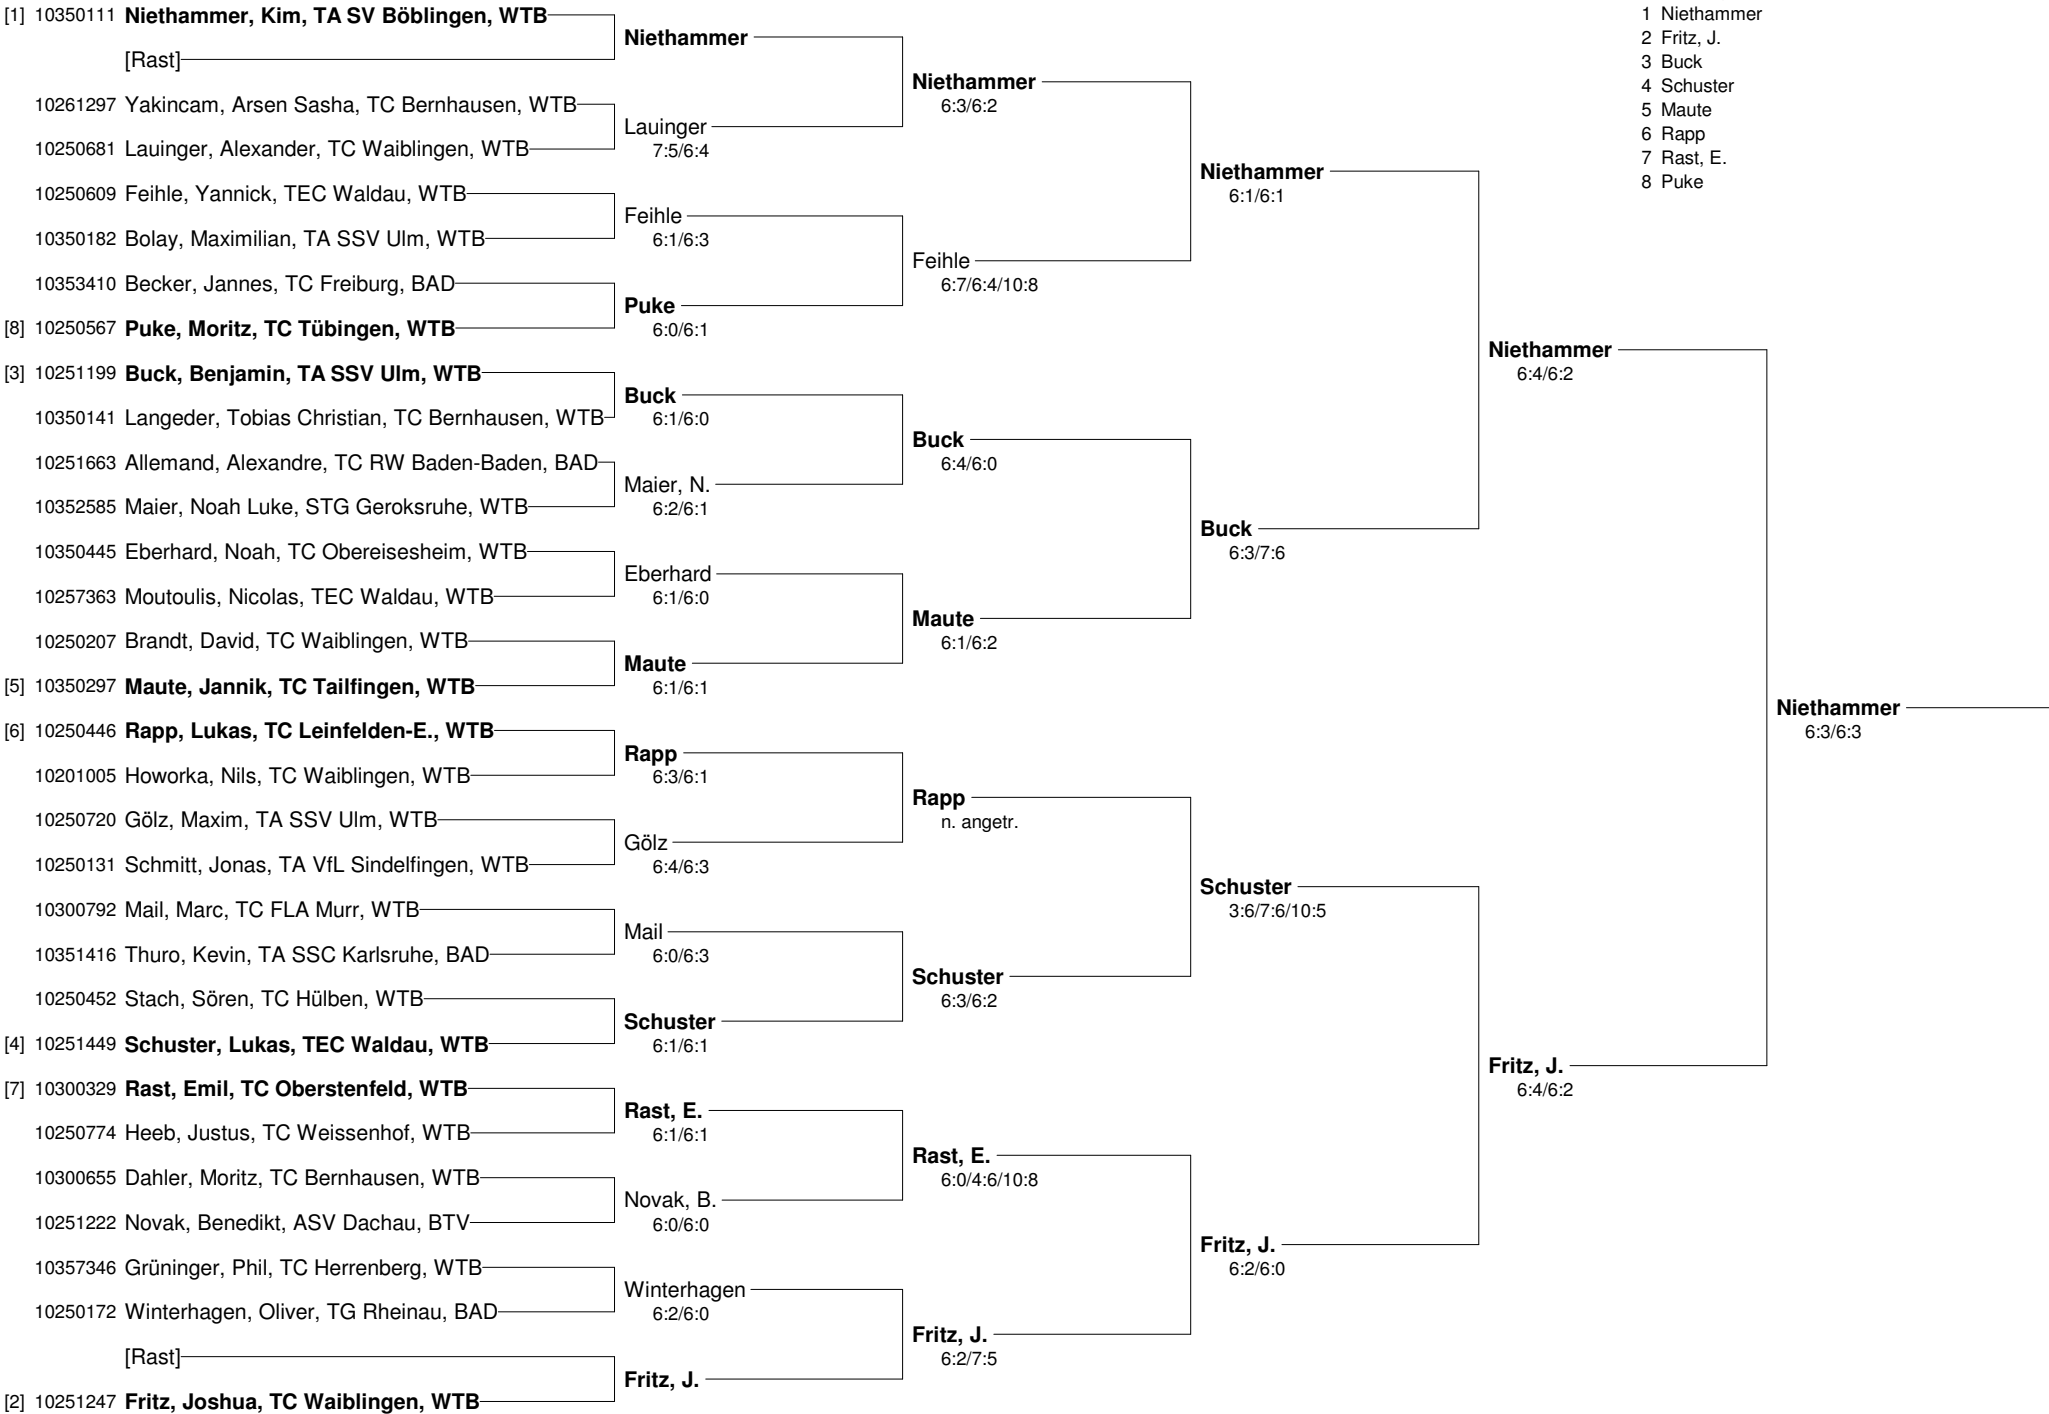 [1] 10350111 Niethammer, Kim, TA SV Böblingen, WTB
[Rast]
10261297 Yakincam, Arsen Sasha, TC Bernhausen, WTB
10250681 Lauinger, Alexander, TC Waiblingen, WTB
10250609 Feihle, Yannick, TEC Waldau, WTB
10350182 Bolay, Maximilian, TA SSV Ulm, WTB
10353410 Becker, Jannes, TC Freiburg, BAD
[8] 10250567 Puke, Moritz, TC Tübingen, WTB
[3] 10251199 Buck, Benjamin, TA SSV Ulm, WTB
10350141 Langeder, Tobias Christian, TC Bernhausen, WTB
10251663 Allemand, Alexandre, TC RW Baden-Baden, BAD
10352585 Maier, Noah Luke, STG Geroksruhe, WTB
10350445 Eberhard, Noah, TC Obereisesheim, WTB
10257363 Moutoulis, Nicolas, TEC Waldau, WTB
10250207 Brandt, David, TC Waiblingen, WTB
[5] 10350297 Maute, Jannik, TC Tailfingen, WTB
[6] 10250446 Rapp, Lukas, TC Leinfelden-E., WTB
10201005 Howorka, Nils, TC Waiblingen, WTB
10250720 Gölz, Maxim, TA SSV Ulm, WTB
10250131 Schmitt, Jonas, TA VfL Sindelfingen, WTB
10300792 Mail, Marc, TC FLA Murr, WTB
10351416 Thuro, Kevin, TA SSC Karlsruhe, BAD
10250452 Stach, Sören, TC Hülben, WTB
[4] 10251449 Schuster, Lukas, TEC Waldau, WTB
[7] 10300329 Rast, Emil, TC Oberstenfeld, WTB
10250774 Heeb, Justus, TC Weissenhof, WTB
10300655 Dahler, Moritz, TC Bernhausen, WTB
10251222 Novak, Benedikt, ASV Dachau, BTV
10357346 Grüninger, Phil, TC Herrenberg, WTB
10250172 Winterhagen, Oliver, TG Rheinau, BAD
[Rast]
[2] 10251247 Fritz, Joshua, TC Waiblingen, WTB
Niethammer
Lauinger
7:5/6:4
Feihle
6:1/6:3
Puke
6:0/6:1
Buck
6:1/6:0
Maier, N.
6:2/6:1
Eberhard
6:1/6:0
Maute
6:1/6:1
Rapp
6:3/6:1
Gölz
6:4/6:3
Mail
6:0/6:3
Schuster
6:1/6:1
Rast, E.
6:1/6:1
Novak, B.
6:0/6:0
Winterhagen
6:2/6:0
Fritz, J.
Niethammer
6:3/6:2
Feihle
6:7/6:4/10:8
Buck
6:4/6:0
Maute
6:1/6:2
Rapp
n. angetr.
Schuster
6:3/6:2
Rast, E.
6:0/4:6/10:8
Fritz, J.
6:2/7:5
Niethammer
6:1/6:1
Buck
6:3/7:6
Schuster
3:6/7:6/10:5
Fritz, J.
6:2/6:0
Niethammer
6:4/6:2
Fritz, J.
6:4/6:2
Niethammer
6:3/6:3
1 Niethammer
2 Fritz, J.
3 Buck
4 Schuster
5 Maute
6 Rapp
7 Rast, E.
8 Puke